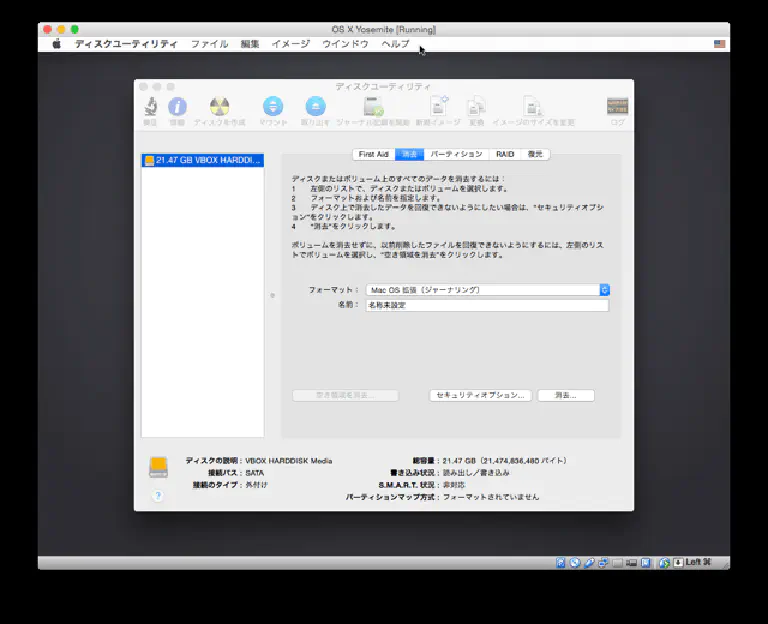 OS X Yosemite [Running]
ディスクユーティリティ ファイル 編集 イメージ ウインドウ ヘルプ
ディスクユーティリティ
検証 情報 ディスクを作成 マウント 取り出す ジャーナル記録を開始 新規イメージ 変換 イメージのサイズを変更 ログ
21.47 GB VBOX HARDDI...
First Aid 消去 パーティション RAID 復元
ディスクまたはボリューム上のすべてのデータを消去するには：
1 左側のリストで、ディスクまたはボリュームを選択します。
2 フォーマットおよび名前を指定します。
3 ディスク上で消去したデータを回復できないようにしたい場合は、"セキュリティオプシ
ョン"をクリックします。
4 "消去"をクリックします。
ボリュームを消去せずに、以前削除したファイルを回復できないようにするには、左側のリス
トでボリュームを選択し、"空き領域を消去"をクリックします。
フォーマット： Mac OS 拡張（ジャーナリング）
名前： 名称未設定
空き領域を消去... セキュリティオプション... 消去...
ディスクの説明：VBOX HARDDISK Media
接続バス：SATA
接続のタイプ：外付け
総容量：21.47 GB（21,474,836,480 バイト）
書き込み状況：読み出し／書き込み
S.M.A.R.T. 状況：非対応
パーティションマップ方式：フォーマットされていません
?
Left ⌘